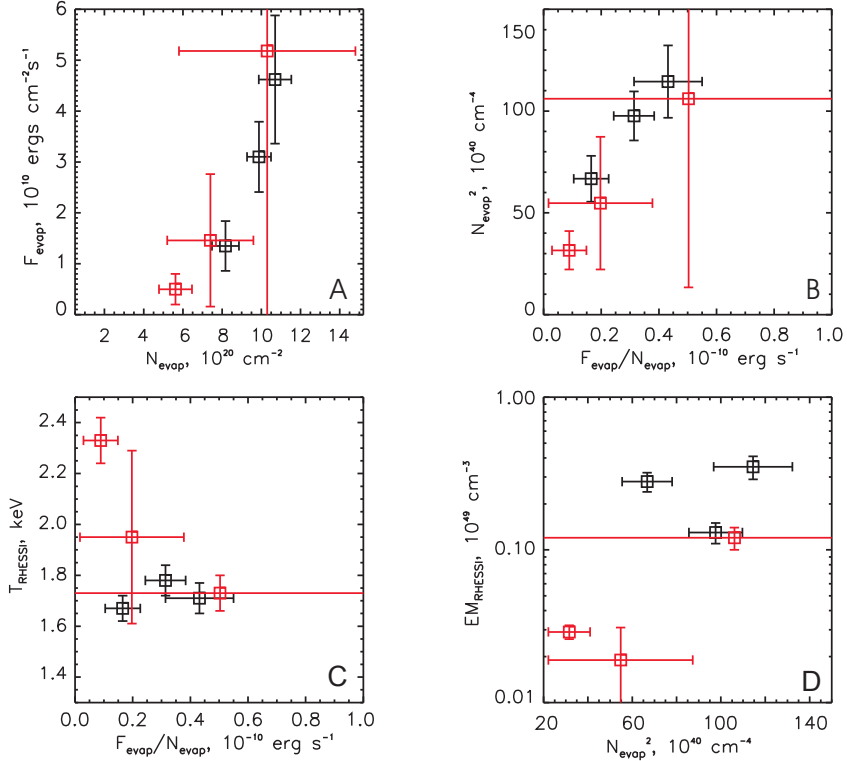 6
5
4
3
2
1
0
F_evap, 10^10 ergs cm^−2 s^−1
A
2 4 6 8 10 12 14
N_evap, 10^20 cm^−2
150
100
50
0
N_evap^2, 10^40 cm^−4
B
0.0 0.2 0.4 0.6 0.8 1.0
F_evap/N_evap, 10^−10 erg s^−1
2.4
2.2
2.0
1.8
1.6
1.4
T_RHESSI, keV
C
0.0 0.2 0.4 0.6 0.8 1.0
F_evap/N_evap, 10^−10 erg s^−1
1.00
0.10
0.01
EM_RHESSI, 10^49 cm^−3
D
20 60 100 140
N_evap^2, 10^40 cm^−4